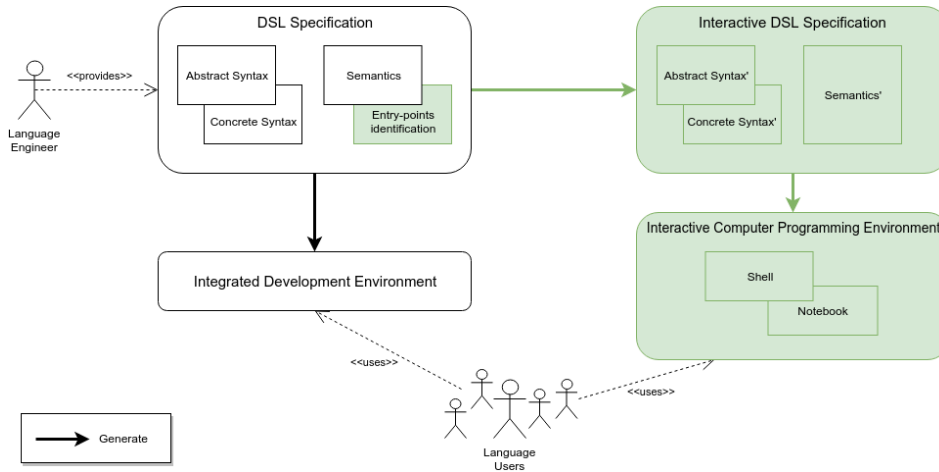 DSL Specification
Interactive DSL Specification
Abstract Syntax
Concrete Syntax
Semantics
Entry-points
identification
Abstract Syntax'
Concrete Syntax'
Semantics'
<<provides>>
Language
Engineer
Integrated Development Environment
Interactive Computer Programming Environment
Shell
Notebook
<<uses>>
<<uses>>
Generate
Language
Users